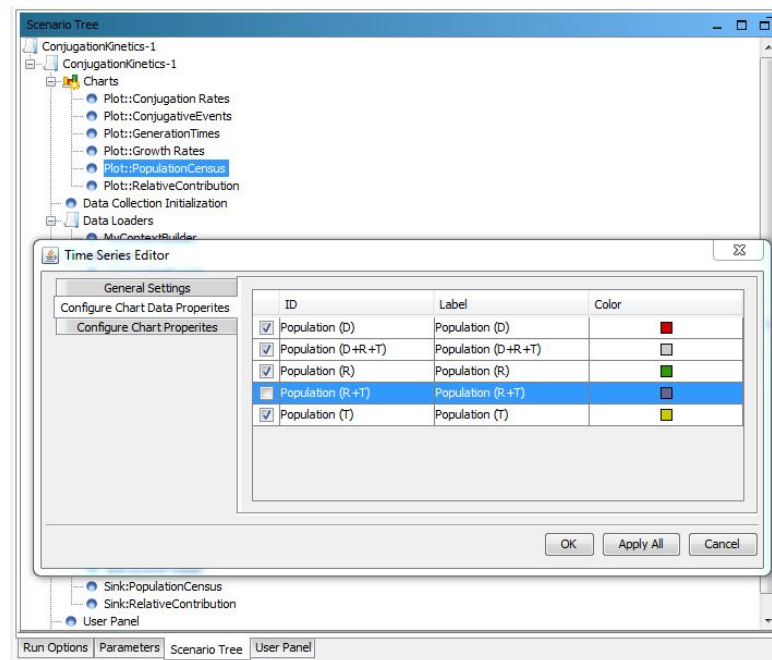 Scenario Tree
ConjugationKinetics-1
ConjugationKinetics-1
Charts
Plot::Conjugation Rates
Plot::ConjugativeEvents
Plot::GenerationTimes
Plot::Growth Rates
Plot::PopulationCensus
Plot::RelativeContribution
Data Collection Initialization
Data Loaders
MyContextBuilder
Time Series Editor
General Settings
Configure Chart Data Properites
Configure Chart Properites
ID Label Color
Population (D) Population (D)
Population (D+R+T) Population (D+R+T)
Population (R) Population (R)
Population (R+T) Population (R+T)
Population (T) Population (T)
OK Apply All Cancel
Sink:PopulationCensus
Sink:RelativeContribution
User Panel
Run Options Parameters Scenario Tree User Panel